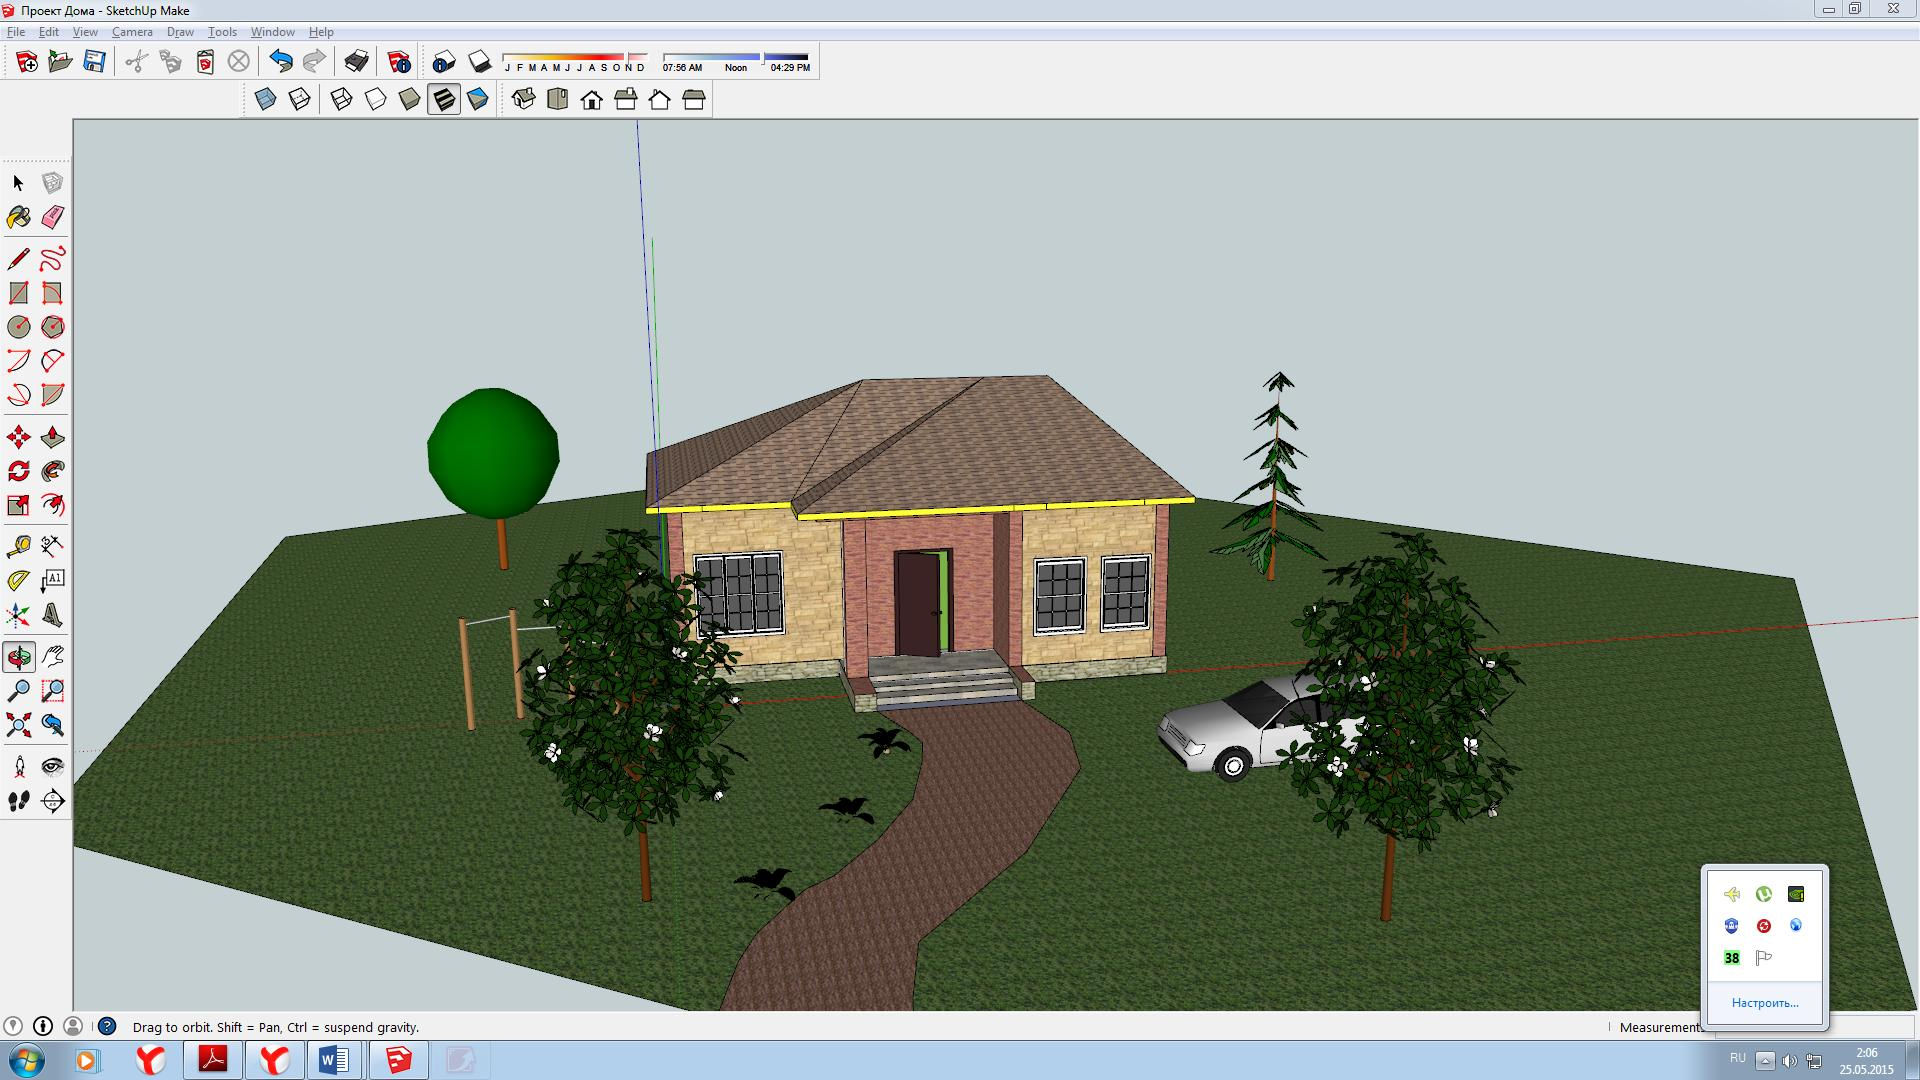 Проект Дома - SketchUp Make
File Edit View Camera Draw Tools Window Help
J F M A M J J A S O N D 07:56 AM Noon 04:29 PM
A1
38
Настроить...
Drag to orbit. Shift = Pan, Ctrl = suspend gravity.
Measurement
RU
2:06
25.05.2015